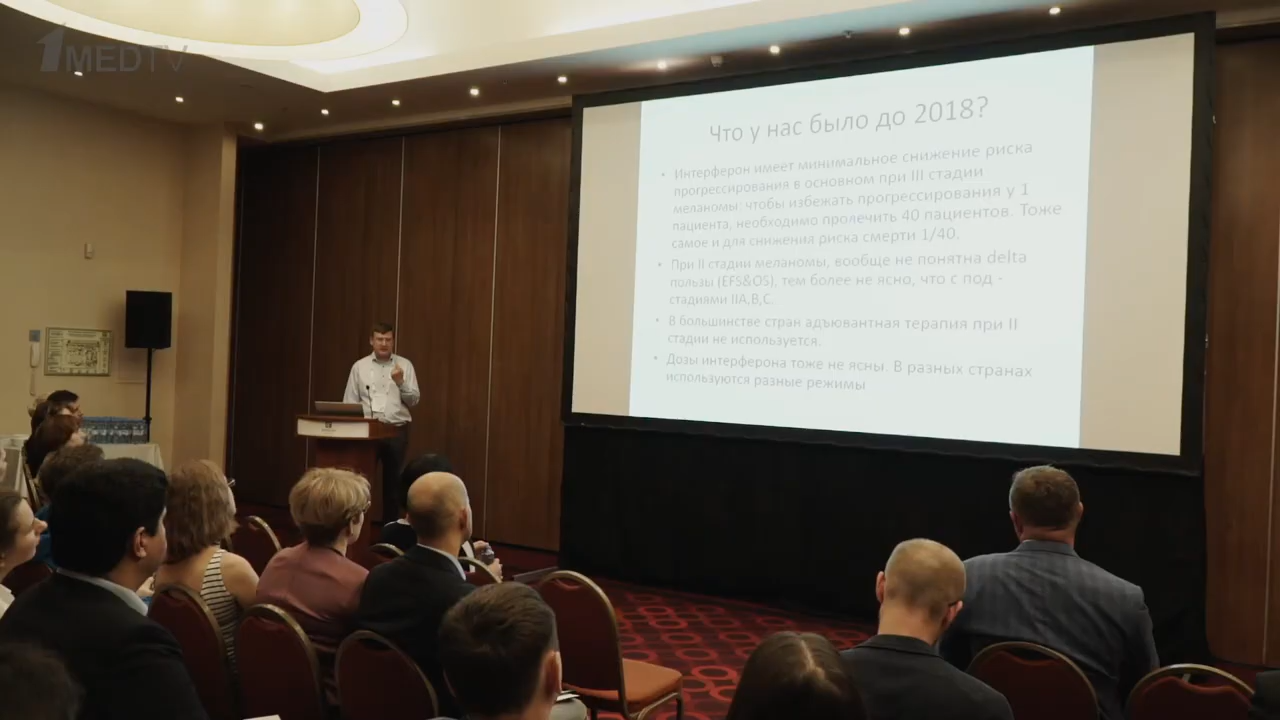 1MEDTV
Что у нас было до 2018?
• Интерферон имеет минимальное снижение риска
прогрессирования в основном при III стадии
меланомы: чтобы избежать прогрессирования у 1
пациента, необходимо пролечить 40 пациентов. Тоже
самое и для снижения риска смерти 1/40.
• При II стадии меланомы, вообще не понятна delta
пользы (EFS&OS), тем более не ясно, что с под -
стадиями IIA,B,C.
• В большинстве стран адъювантная терапия при II
стадии не используется.
• Дозы интерферона тоже не ясны. В разных странах
используются разные режимы